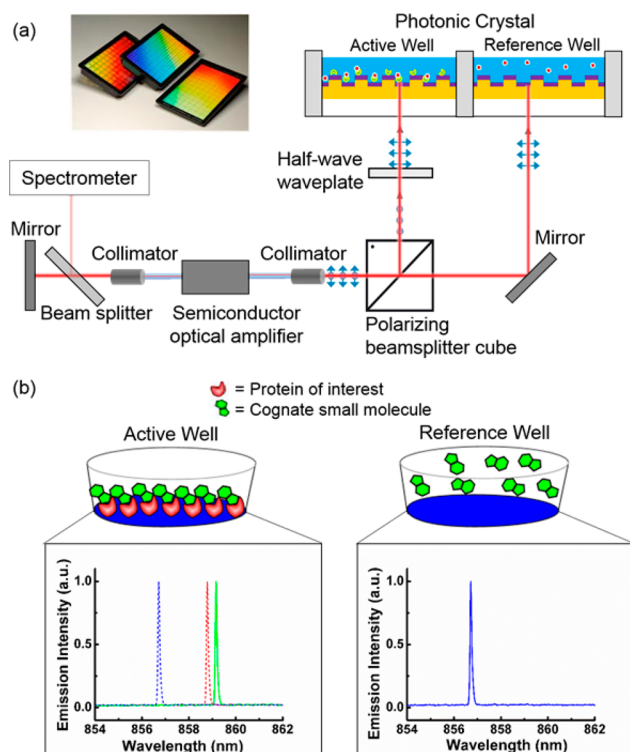 (a)
Photonic Crystal
Active Well
Reference Well
Half-wave
waveplate
Spectrometer
Mirror
Collimator
Collimator
Mirror
Beam splitter
Semiconductor
optical amplifier
Polarizing
beamsplitter cube
(b)
= Protein of interest
= Cognate small molecule
Active Well
Reference Well
Emission Intensity (a.u.)
1.0
0.5
0.0
854 856 858 860 862
Wavelength (nm)
Emission Intensity (a.u.)
1.0
0.5
0.0
854 856 858 860 862
Wavelength (nm)